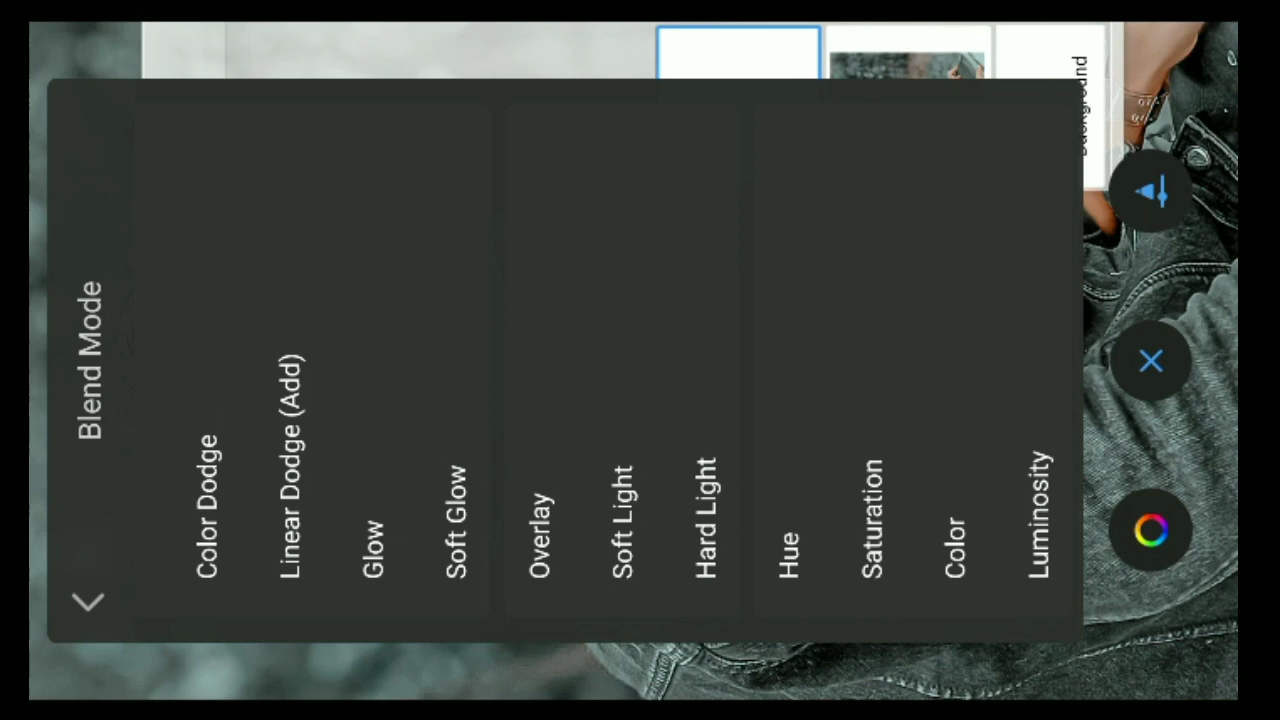 Blend Mode
Color Dodge
Linear Dodge (Add)
Glow
Soft Glow
Overlay
Soft Light
Hard Light
Hue
Saturation
Color
Luminosity
Background